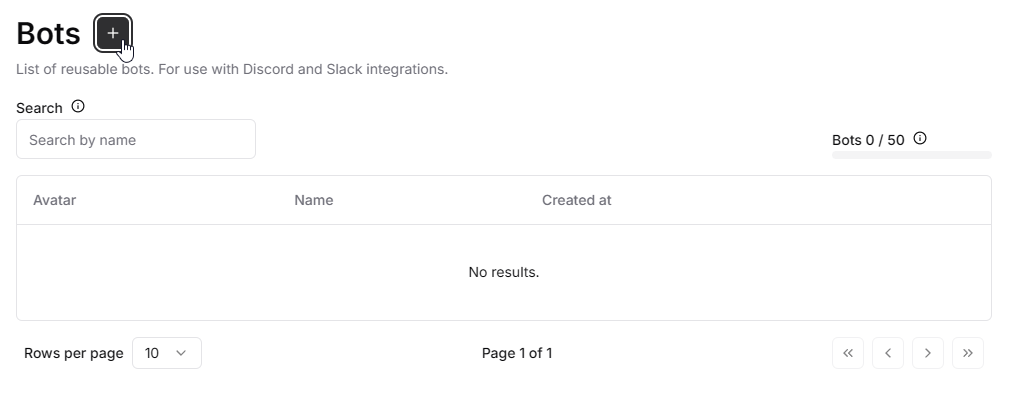 Bots
List of reusable bots. For use with Discord and Slack integrations.
Search
Search by name
Bots 0 / 50
Avatar Name Created at
No results.
Rows per page 10 Page 1 of 1